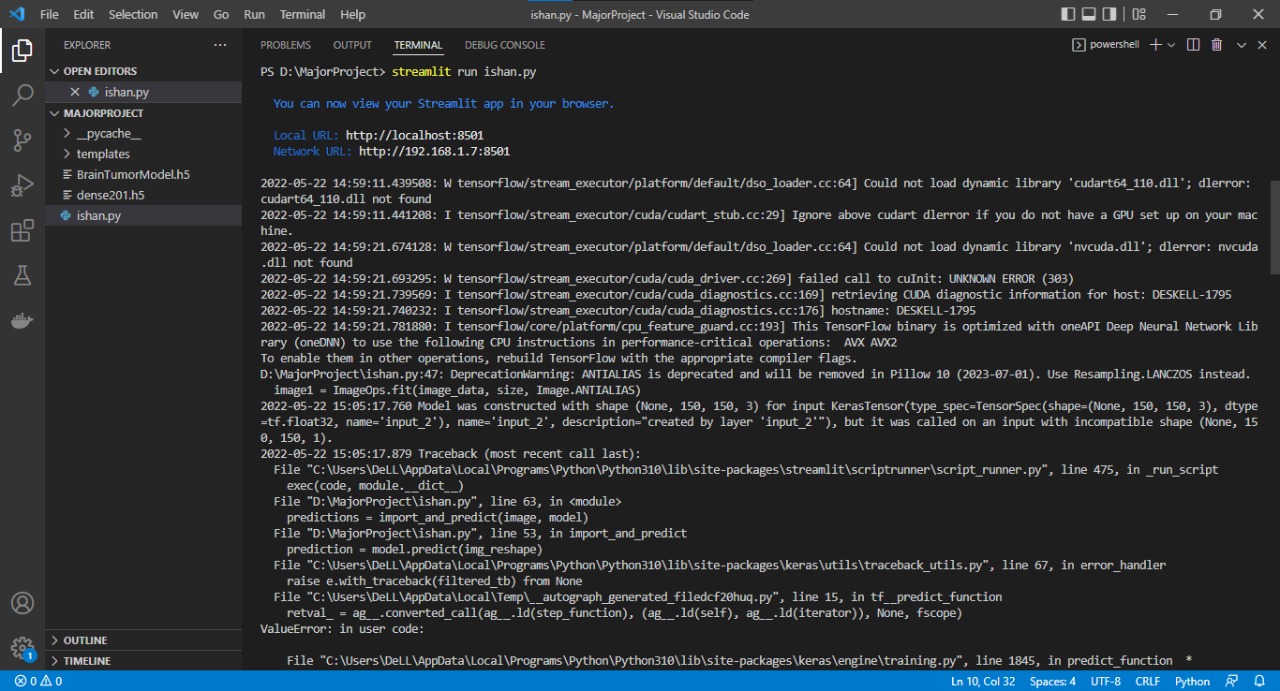 File Edit Selection View Go Run Terminal Help
ishan.py - MajorProject - Visual Studio Code
EXPLORER ...
OPEN EDITORS
ishan.py
MAJORPROJECT
__pycache__
templates
BrainTumorModel.h5
dense201.h5
ishan.py
OUTLINE
TIMELINE
PROBLEMS OUTPUT TERMINAL DEBUG CONSOLE
powershell
PS D:\MajorProject> streamlit run ishan.py
You can now view your Streamlit app in your browser.
Local URL: http://localhost:8501
Network URL: http://192.168.1.7:8501
2022-05-22 14:59:11.439508: W tensorflow/stream_executor/platform/default/dso_loader.cc:64] Could not load dynamic library 'cudart64_110.dll'; dlerror:
cudart64_110.dll not found
2022-05-22 14:59:11.441208: I tensorflow/stream_executor/cuda/cudart_stub.cc:29] Ignore above cudart dlerror if you do not have a GPU set up on your mac
hine.
2022-05-22 14:59:21.674128: W tensorflow/stream_executor/platform/default/dso_loader.cc:64] Could not load dynamic library 'nvcuda.dll'; dlerror: nvcuda
.dll not found
2022-05-22 14:59:21.693295: W tensorflow/stream_executor/cuda/cuda_driver.cc:269] failed call to cuInit: UNKNOWN ERROR (303)
2022-05-22 14:59:21.739569: I tensorflow/stream_executor/cuda/cuda_diagnostics.cc:169] retrieving CUDA diagnostic information for host: DESKELL-1795
2022-05-22 14:59:21.740232: I tensorflow/stream_executor/cuda/cuda_diagnostics.cc:176] hostname: DESKELL-1795
2022-05-22 14:59:21.781880: I tensorflow/core/platform/cpu_feature_guard.cc:193] This TensorFlow binary is optimized with oneAPI Deep Neural Network Lib
rary (oneDNN) to use the following CPU instructions in performance-critical operations:  AVX AVX2
To enable them in other operations, rebuild TensorFlow with the appropriate compiler flags.
D:\MajorProject\ishan.py:47: DeprecationWarning: ANTIALIAS is deprecated and will be removed in Pillow 10 (2023-07-01). Use Resampling.LANCZOS instead.
image1 = ImageOps.fit(image_data, size, Image.ANTIALIAS)
2022-05-22 15:05:17.760 Model was constructed with shape (None, 150, 150, 3) for input KerasTensor(type_spec=TensorSpec(shape=(None, 150, 150, 3), dtype
=tf.float32, name='input_2'), name='input_2', description="created by layer 'input_2'"), but it was called on an input with incompatible shape (None, 15
0, 150, 1).
2022-05-22 15:05:17.879 Traceback (most recent call last):
File "C:\Users\DeLL\AppData\Local\Programs\Python\Python310\lib\site-packages\streamlit\scriptrunner\script_runner.py", line 475, in _run_script
exec(code, module.__dict__)
File "D:\MajorProject\ishan.py", line 63, in <module>
predictions = import_and_predict(image, model)
File "D:\MajorProject\ishan.py", line 53, in import_and_predict
prediction = model.predict(img_reshape)
File "C:\Users\DeLL\AppData\Local\Programs\Python\Python310\lib\site-packages\keras\utils\traceback_utils.py", line 67, in error_handler
raise e.with_traceback(filtered_tb) from None
File "C:\Users\DeLL\AppData\Local\Temp\__autograph_generated_filedcf20huq.py", line 15, in tf__predict_function
retval_ = ag__.converted_call(ag__.ld(step_function), (ag__.ld(self), ag__.ld(iterator)), None, fscope)
ValueError: in user code:
File "C:\Users\DeLL\AppData\Local\Programs\Python\Python310\lib\site-packages\keras\engine\training.py", line 1845, in predict_function  *
1
0 0
Ln 10, Col 32 Spaces: 4 UTF-8 CRLF Python